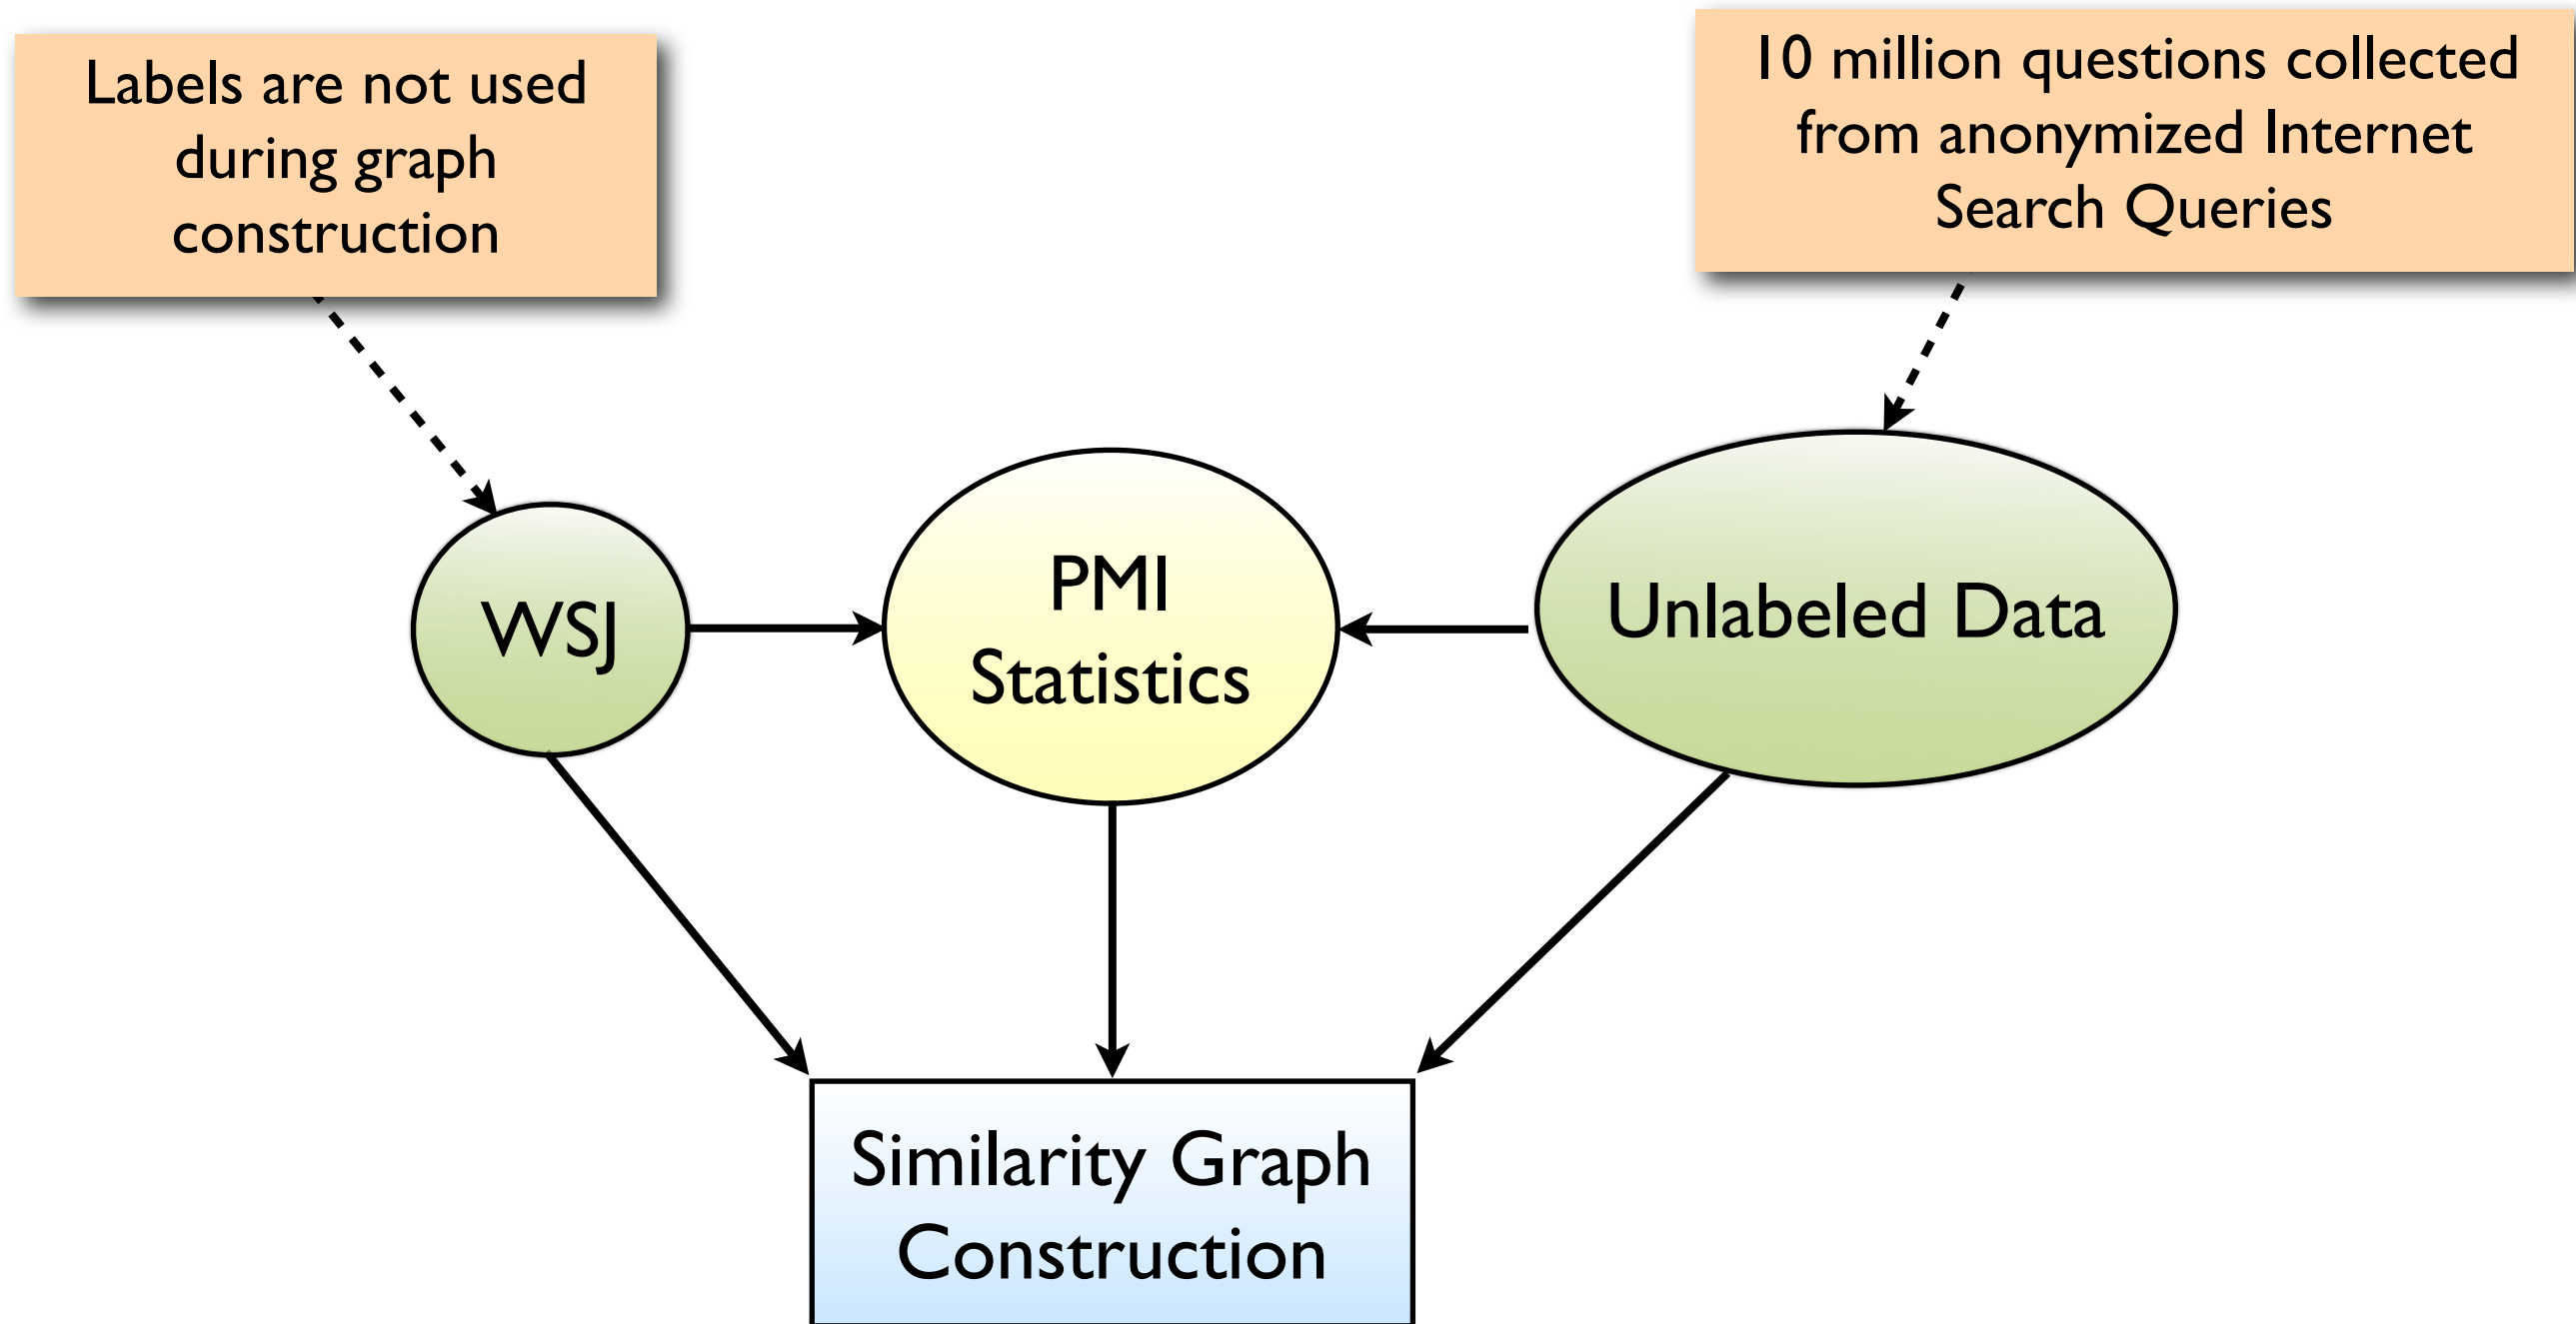 Labels are not used
during graph
construction
10 million questions collected
from anonymized Internet
Search Queries
WSJ
PMI
Statistics
Unlabeled Data
Similarity Graph
Construction